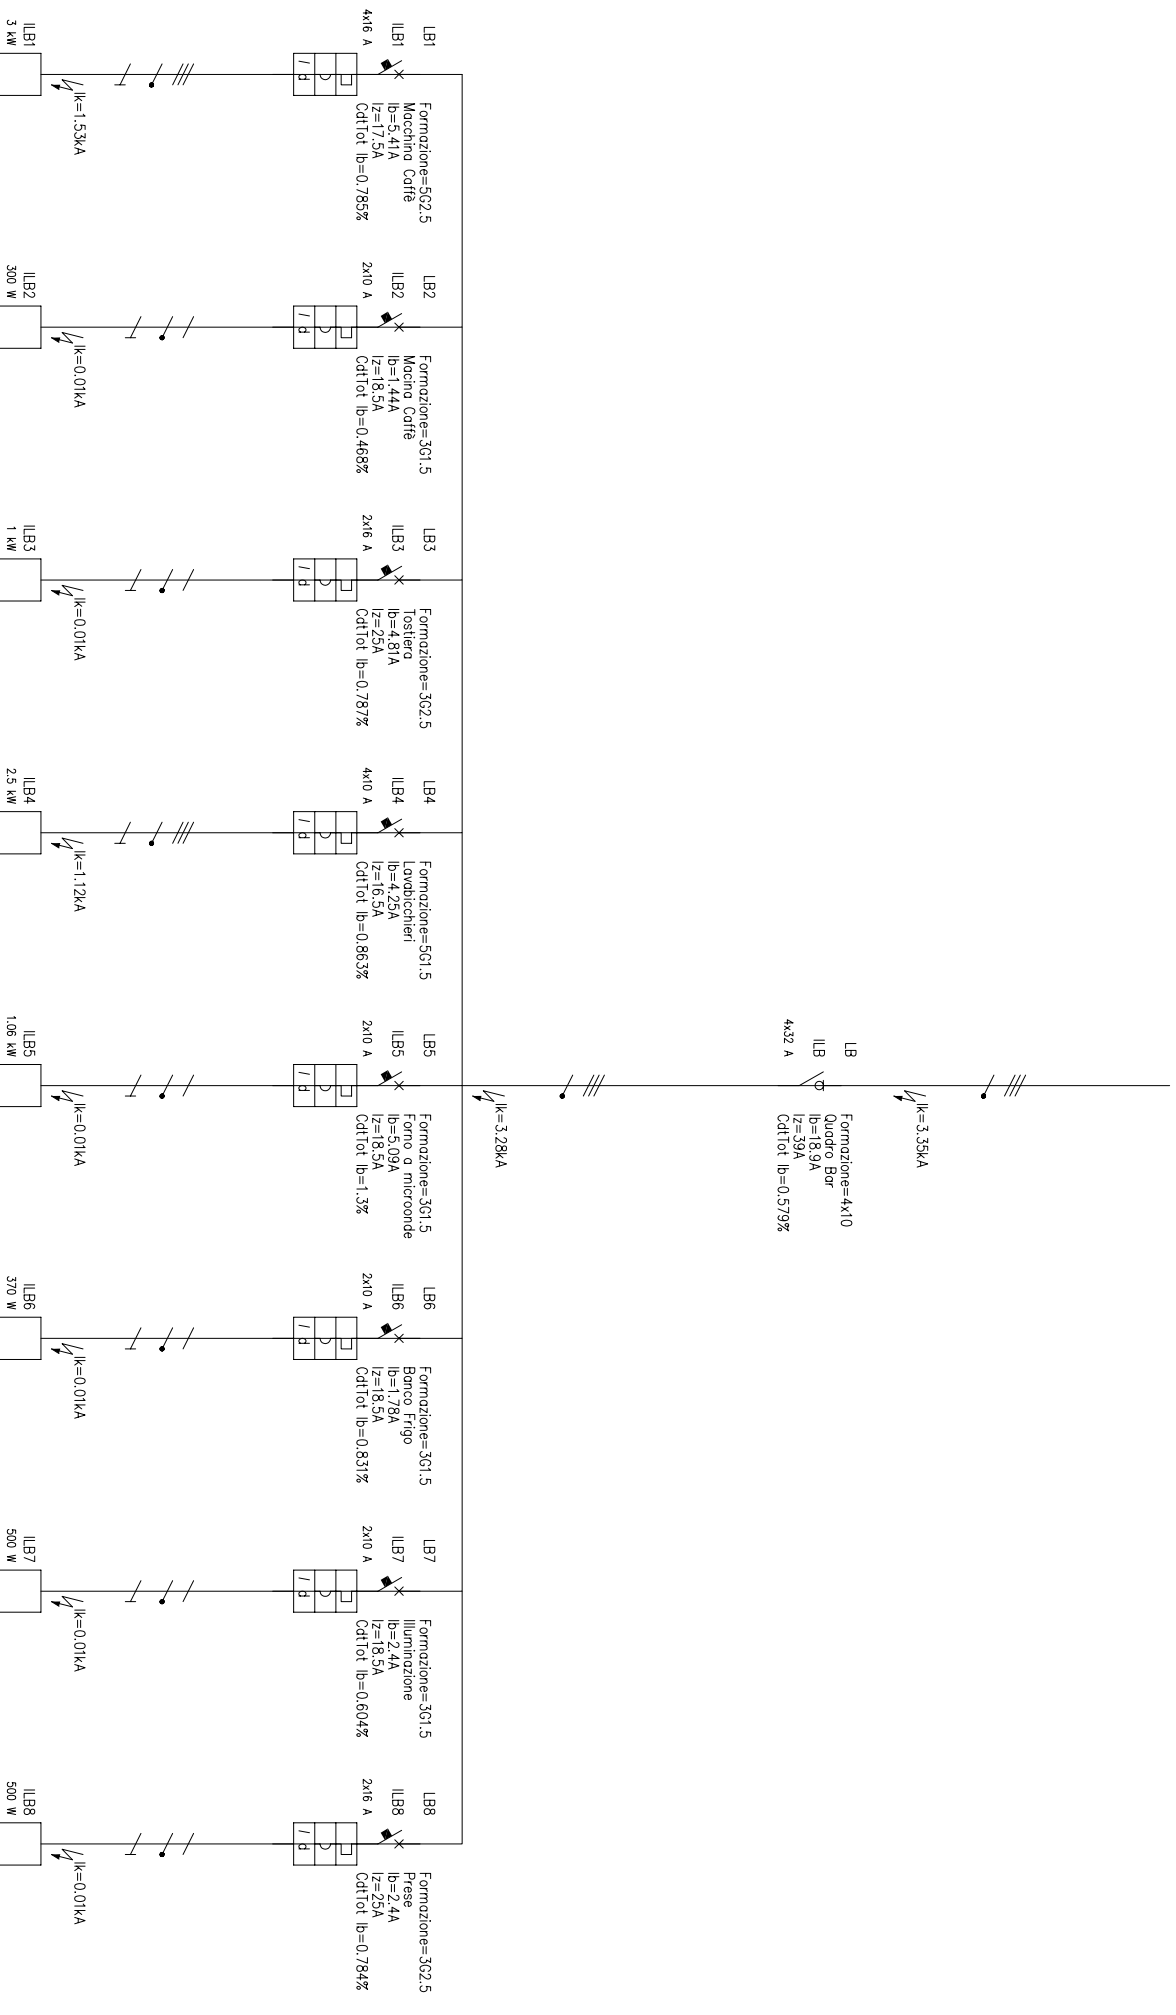 LB
ILB
4x32 A
Ik=3.35kA
Formazione=4x10
Quadro Bar
Ib=18.9A
Iz=39A
CdtTot Ib=0.579%
Ik=3.28kA
LB1
ILB1
4x16 A
Formazione=5G2.5
Macchina Caffè
Ib=5.41A
Iz=17.5A
CdtTot Ib=0.785%
I d
Ik=1.53kA
ILB1
3 kW
LB2
ILB2
2x10 A
Formazione=3G1.5
Macina Caffè
Ib=1.44A
Iz=18.5A
CdtTot Ib=0.468%
I d
Ik=0.01kA
ILB2
300 W
LB3
ILB3
2x16 A
Formazione=3G2.5
Tostiera
Ib=4.81A
Iz=25A
CdtTot Ib=0.787%
I d
Ik=0.01kA
ILB3
1 kW
LB4
ILB4
4x10 A
Formazione=5G1.5
Lavabicchieri
Ib=4.25A
Iz=16.5A
CdtTot Ib=0.863%
I d
Ik=1.12kA
ILB4
2.5 kW
LB5
ILB5
2x10 A
Formazione=3G1.5
Forno a microonde
Ib=5.09A
Iz=18.5A
CdtTot Ib=1.3%
I d
Ik=0.01kA
ILB5
1.06 kW
LB6
ILB6
2x10 A
Formazione=3G1.5
Banco Frigo
Ib=1.78A
Iz=18.5A
CdtTot Ib=0.831%
I d
Ik=0.01kA
ILB6
370 W
LB7
ILB7
2x10 A
Formazione=3G1.5
Illuminazione
Ib=2.4A
Iz=18.5A
CdtTot Ib=0.604%
I d
Ik=0.01kA
ILB7
500 W
LB8
ILB8
2x16 A
Formazione=3G2.5
Prese
Ib=2.4A
Iz=25A
CdtTot Ib=0.784%
I d
Ik=0.01kA
ILB8
500 W